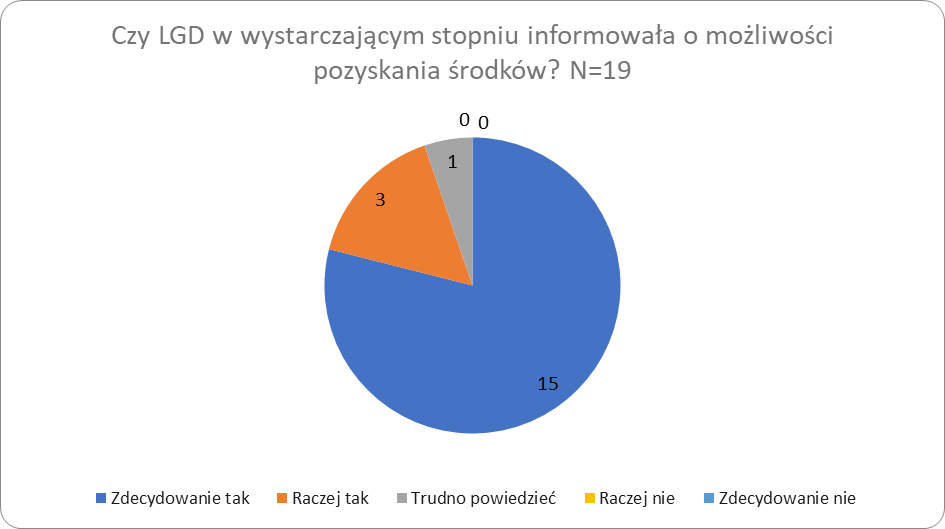 Czy LGD w wystarczającym stopniu informowała o możliwości
pozyskania środków? N=19
0 0
1
3
15
Zdecydowanie tak Raczej tak Trudno powiedzieć Raczej nie Zdecydowanie nie